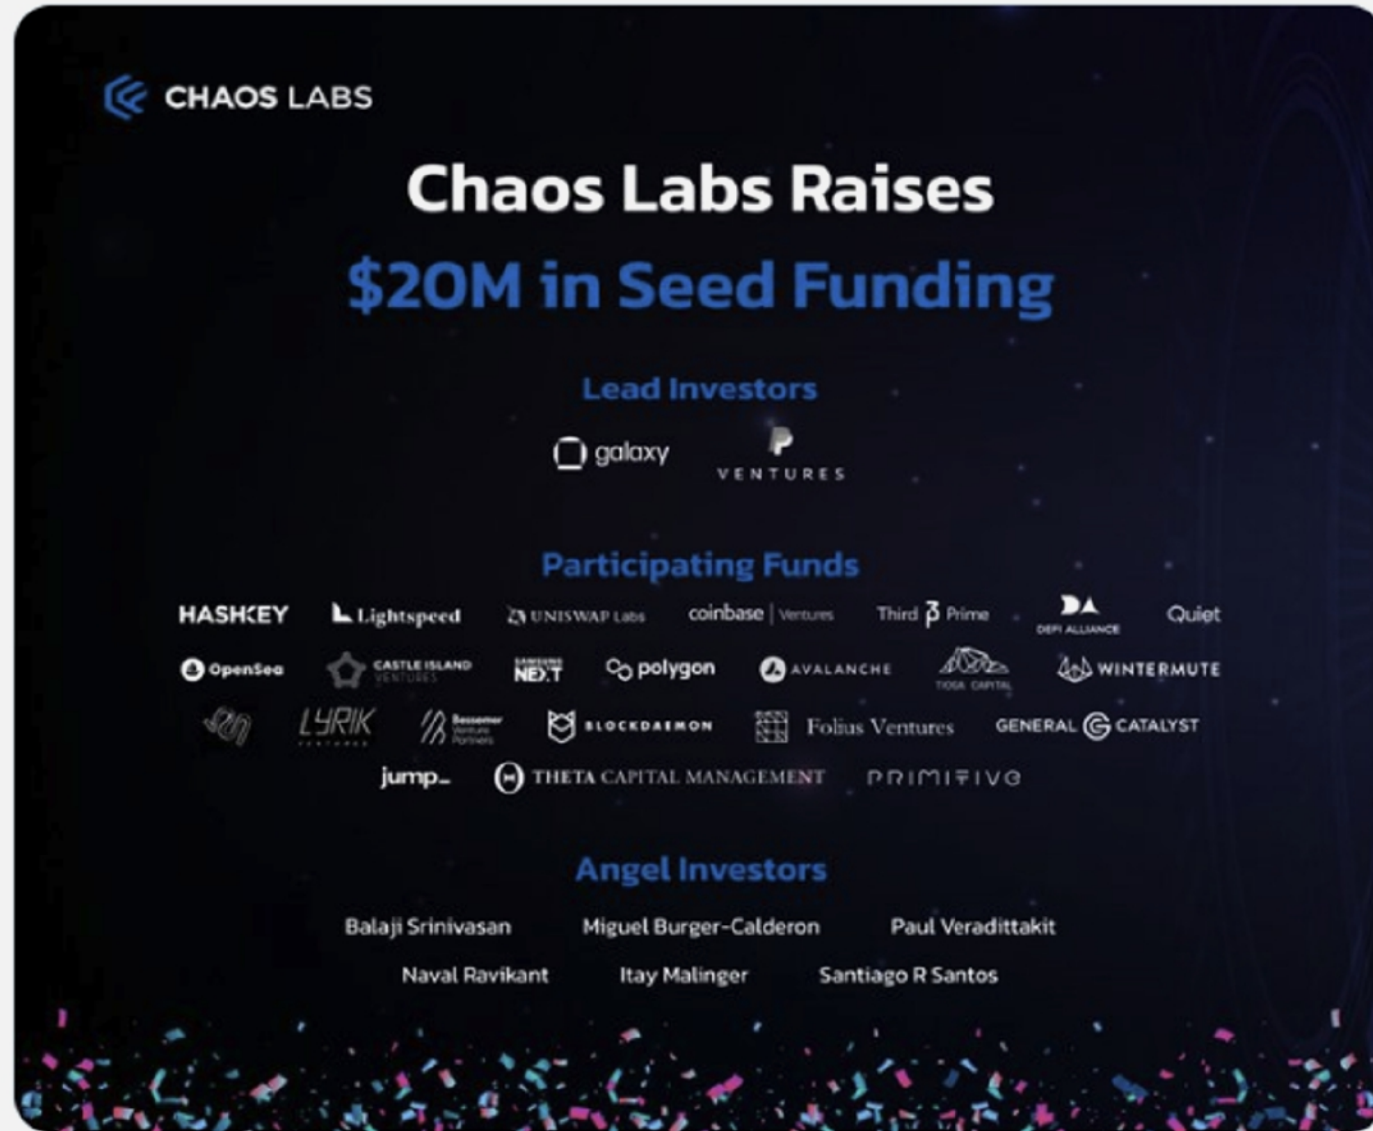 CHAOS LABS
Chaos Labs Raises
$20M in Seed Funding
Lead Investors
galaxy
VENTURES
Participating Funds
HASHKEY Lightspeed UNISWAP Labs coinbase | Ventures Third Prime DEFI ALLIANCE Quiet
OpenSea CASTLE ISLAND VENTURES SAMSUNG NEXT polygon AVALANCHE TIOGA CAPITAL WINTERMUTE
LYRIK VENTURES Bessemer Venture Partners BLOCKDAEMON Folius Ventures GENERAL CATALYST
jump_ THETA CAPITAL MANAGEMENT PRIMITIVE
Angel Investors
Balaji Srinivasan Miguel Burger-Calderon Paul Veradittakit
Naval Ravikant Itay Malinger Santiago R Santos